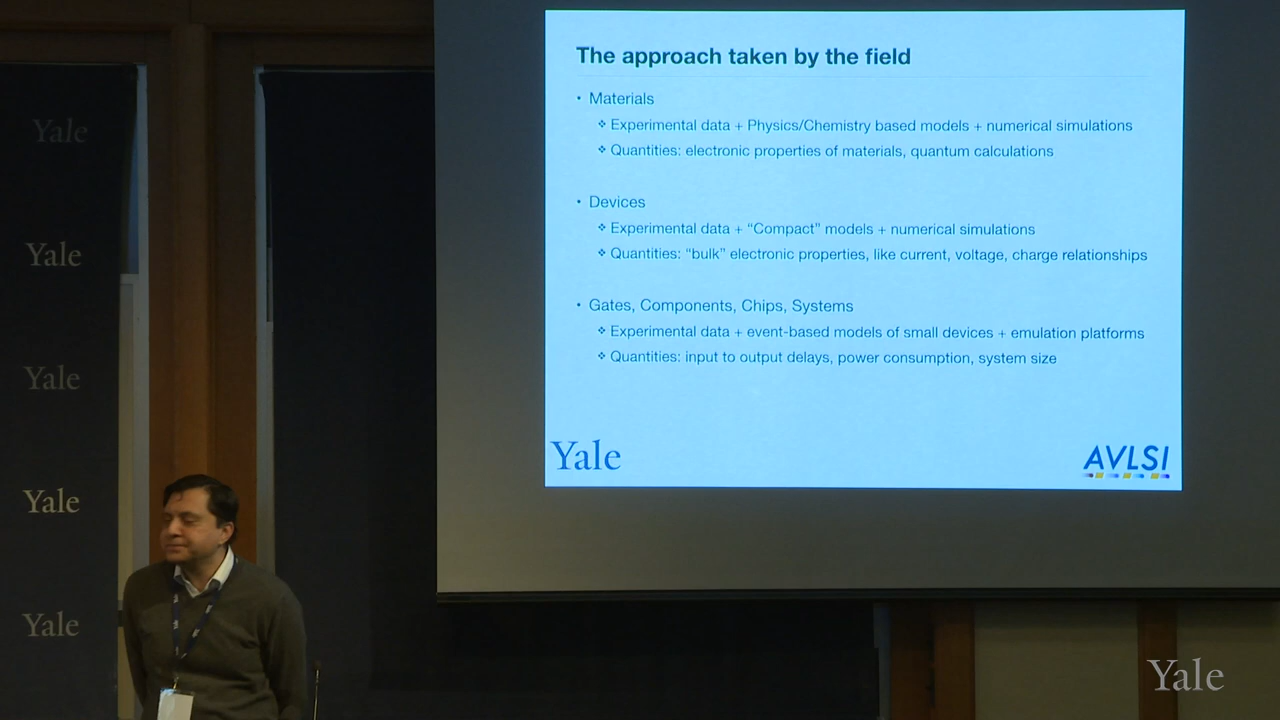 The approach taken by the field
• Materials
❖ Experimental data + Physics/Chemistry based models + numerical simulations
❖ Quantities: electronic properties of materials, quantum calculations
• Devices
❖ Experimental data + “Compact” models + numerical simulations
❖ Quantities: “bulk” electronic properties, like current, voltage, charge relationships
• Gates, Components, Chips, Systems
❖ Experimental data + event-based models of small devices + emulation platforms
❖ Quantities: input to output delays, power consumption, system size
Yale
AVLSI
Yale
Yale
Yale
Yale
Yale
Yale